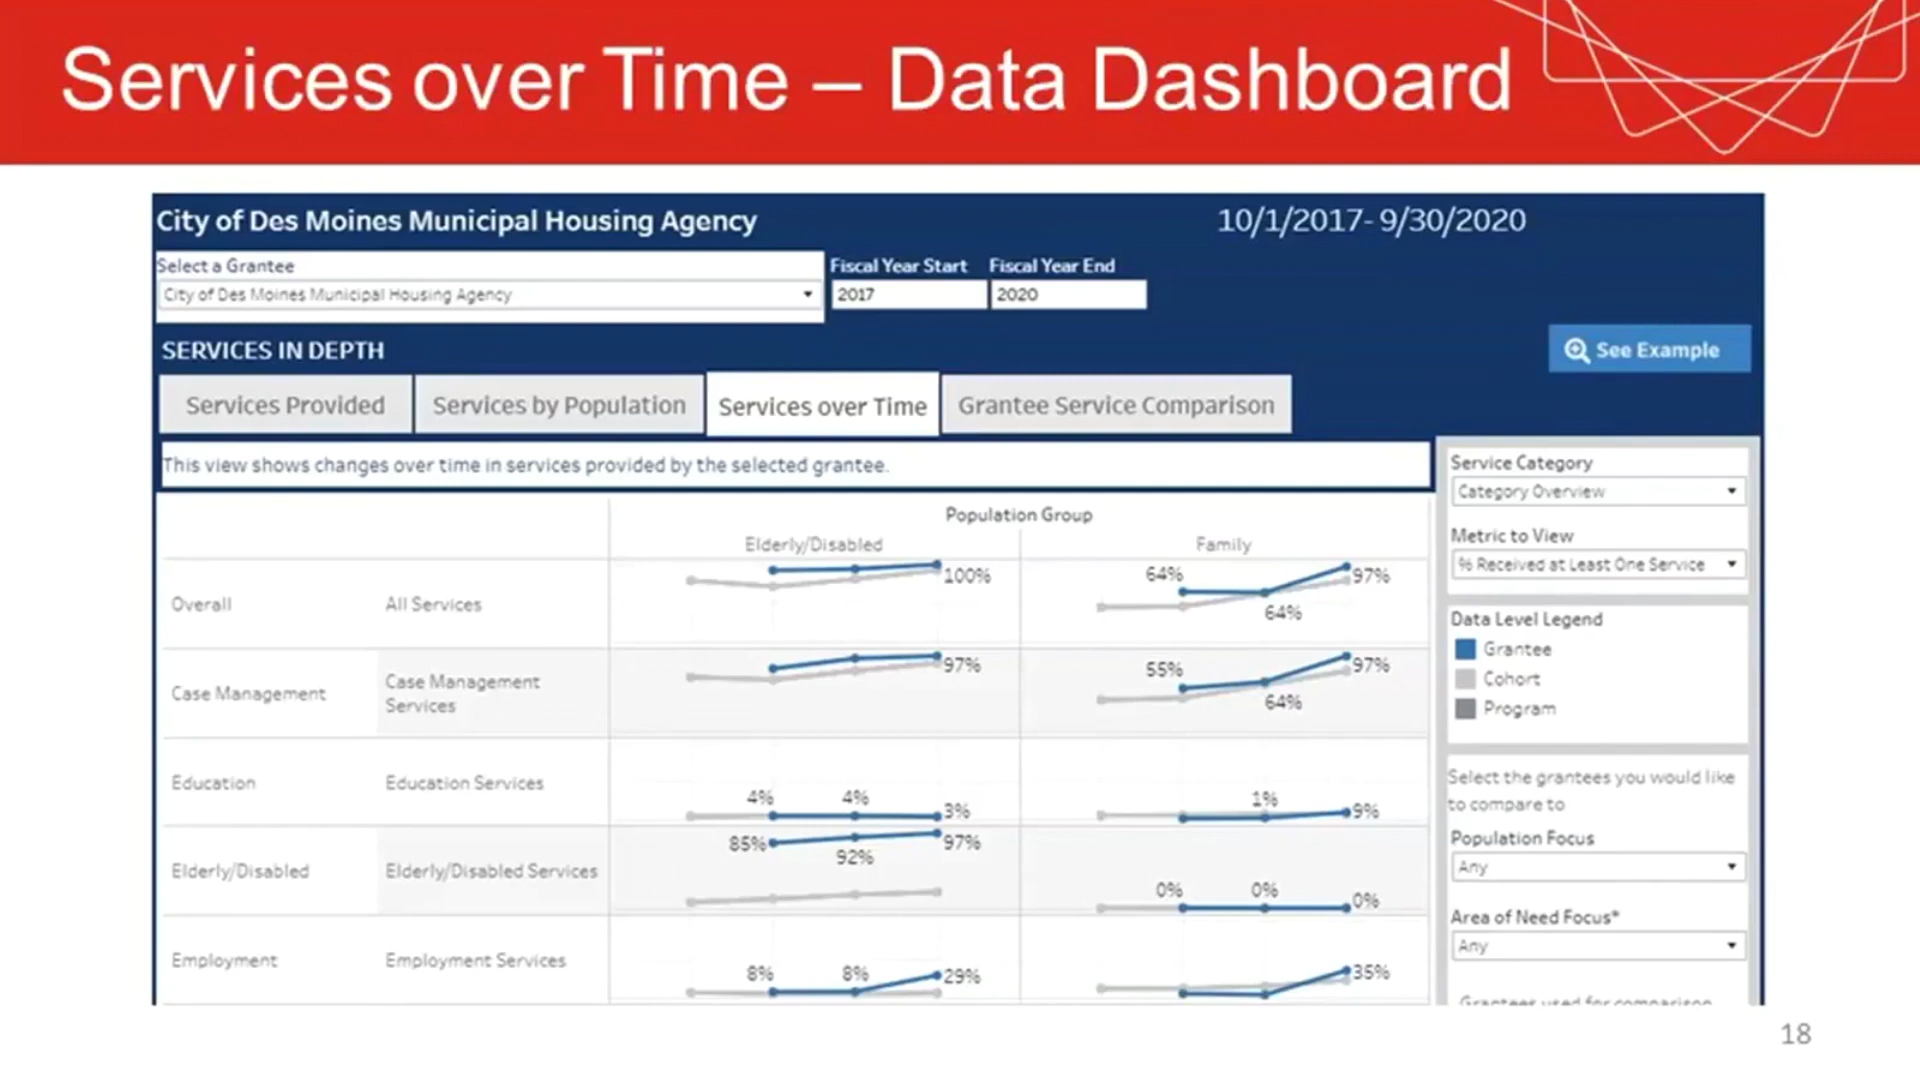 Services over Time – Data Dashboard
City of Des Moines Municipal Housing Agency
10/1/2017- 9/30/2020
Select a Grantee
Fiscal Year Start
Fiscal Year End
City of Des Moines Municipal Housing Agency
2017
2020
SERVICES IN DEPTH
See Example
Services Provided
Services by Population
Services over Time
Grantee Service Comparison
This view shows changes over time in services provided by the selected grantee.
Population Group
Elderly/Disabled
Family
Overall
All Services
100%
64%
64%
97%
Case Management
Case Management
Services
97%
55%
64%
97%
Education
Education Services
4%
4%
3%
1%
9%
Elderly/Disabled
Elderly/Disabled Services
85%
92%
97%
0%
0%
0%
Employment
Employment Services
8%
8%
29%
35%
Service Category
Category Overview
Metric to View
% Received at Least One Service
Data Level Legend
Grantee
Cohort
Program
Select the grantees you would like
to compare to
Population Focus
Any
Area of Need Focus*
Any
Grantees used for comparison
18